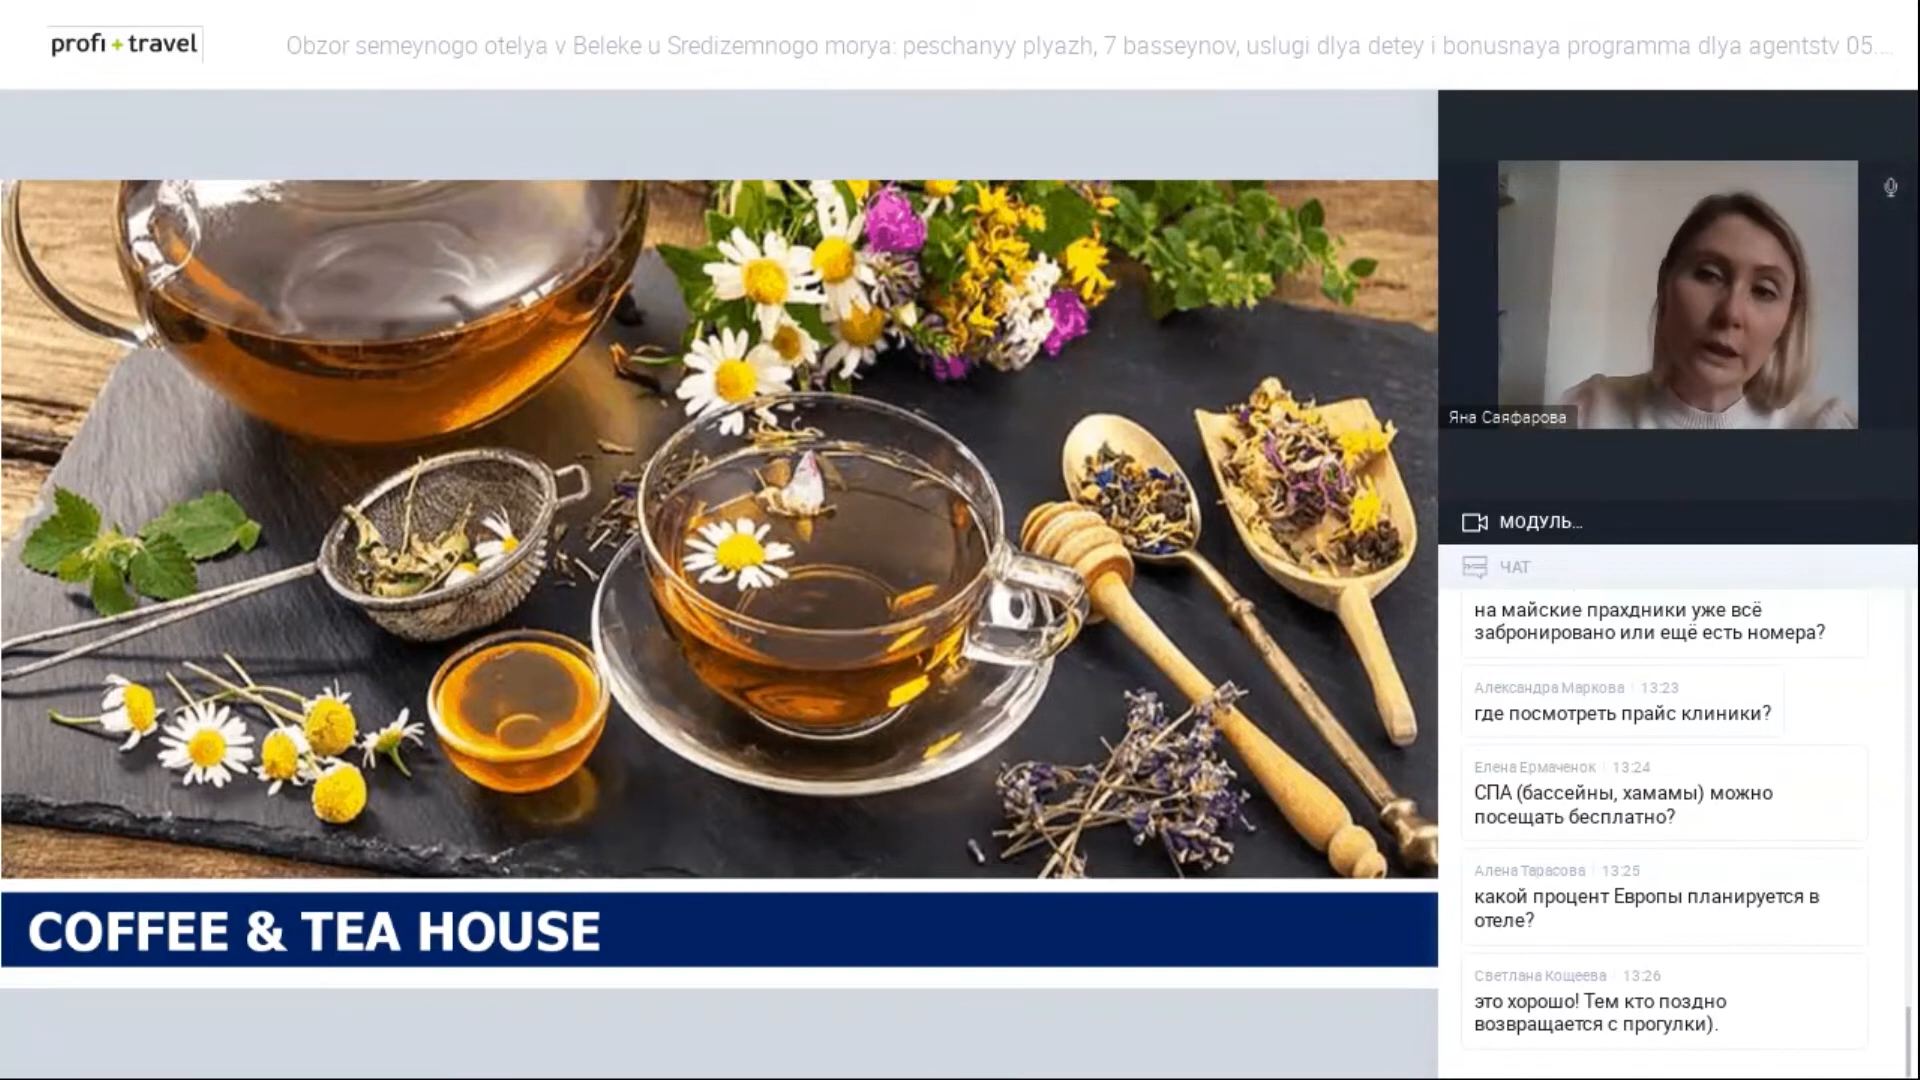 profi + travel
Obzor semeynogo otelya v Beleke u Sredizemnogo morya: peschanyy plyazh, 7 basseynov, uslugi dlya detey i bonusnaya programma dlya agentstv 05....
Яна Саяфарова
МОДУЛЬ...
ЧАТ
на майские прахдники уже всё
забронировано или ещё есть номера?
Александра Маркова 13:23
где посмотреть прайс клиники?
Елена Ермаченок 13:24
СПА (бассейны, хамамы) можно
посещать бесплатно?
Алена Тарасова 13:25
какой процент Европы планируется в
отеле?
Светлана Кощеева 13:26
это хорошо! Тем кто поздно
возвращается с прогулки).
COFFEE & TEA HOUSE